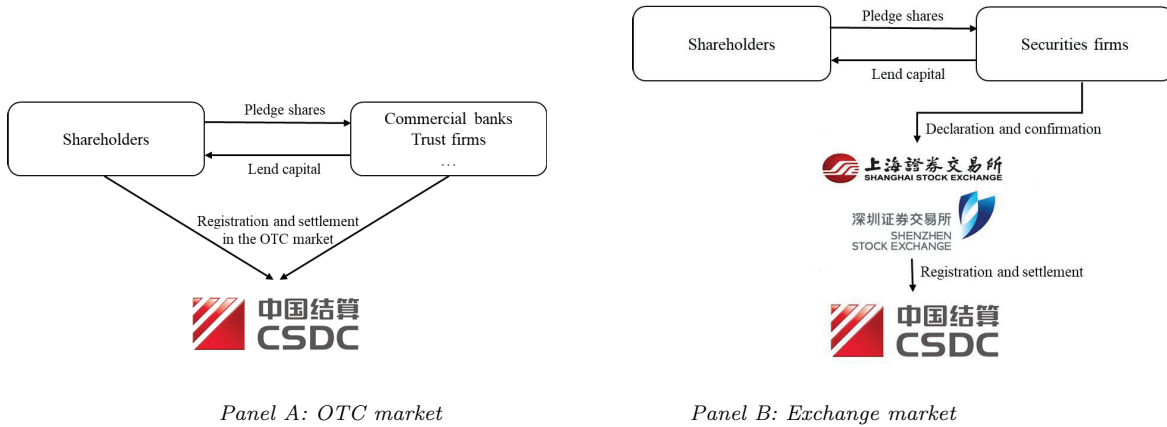 Shareholders
Pledge shares
Lend capital
Commercial banks
Trust firms
...
Registration and settlement
in the OTC market
中国结算
CSDC
Panel A: OTC market
Shareholders
Pledge shares
Lend capital
Securities firms
Declaration and confirmation
上海證券交易所
SHANGHAI STOCK EXCHANGE
深圳证券交易所
SHENZHEN
STOCK EXCHANGE
Registration and settlement
中国结算
CSDC
Panel B: Exchange market